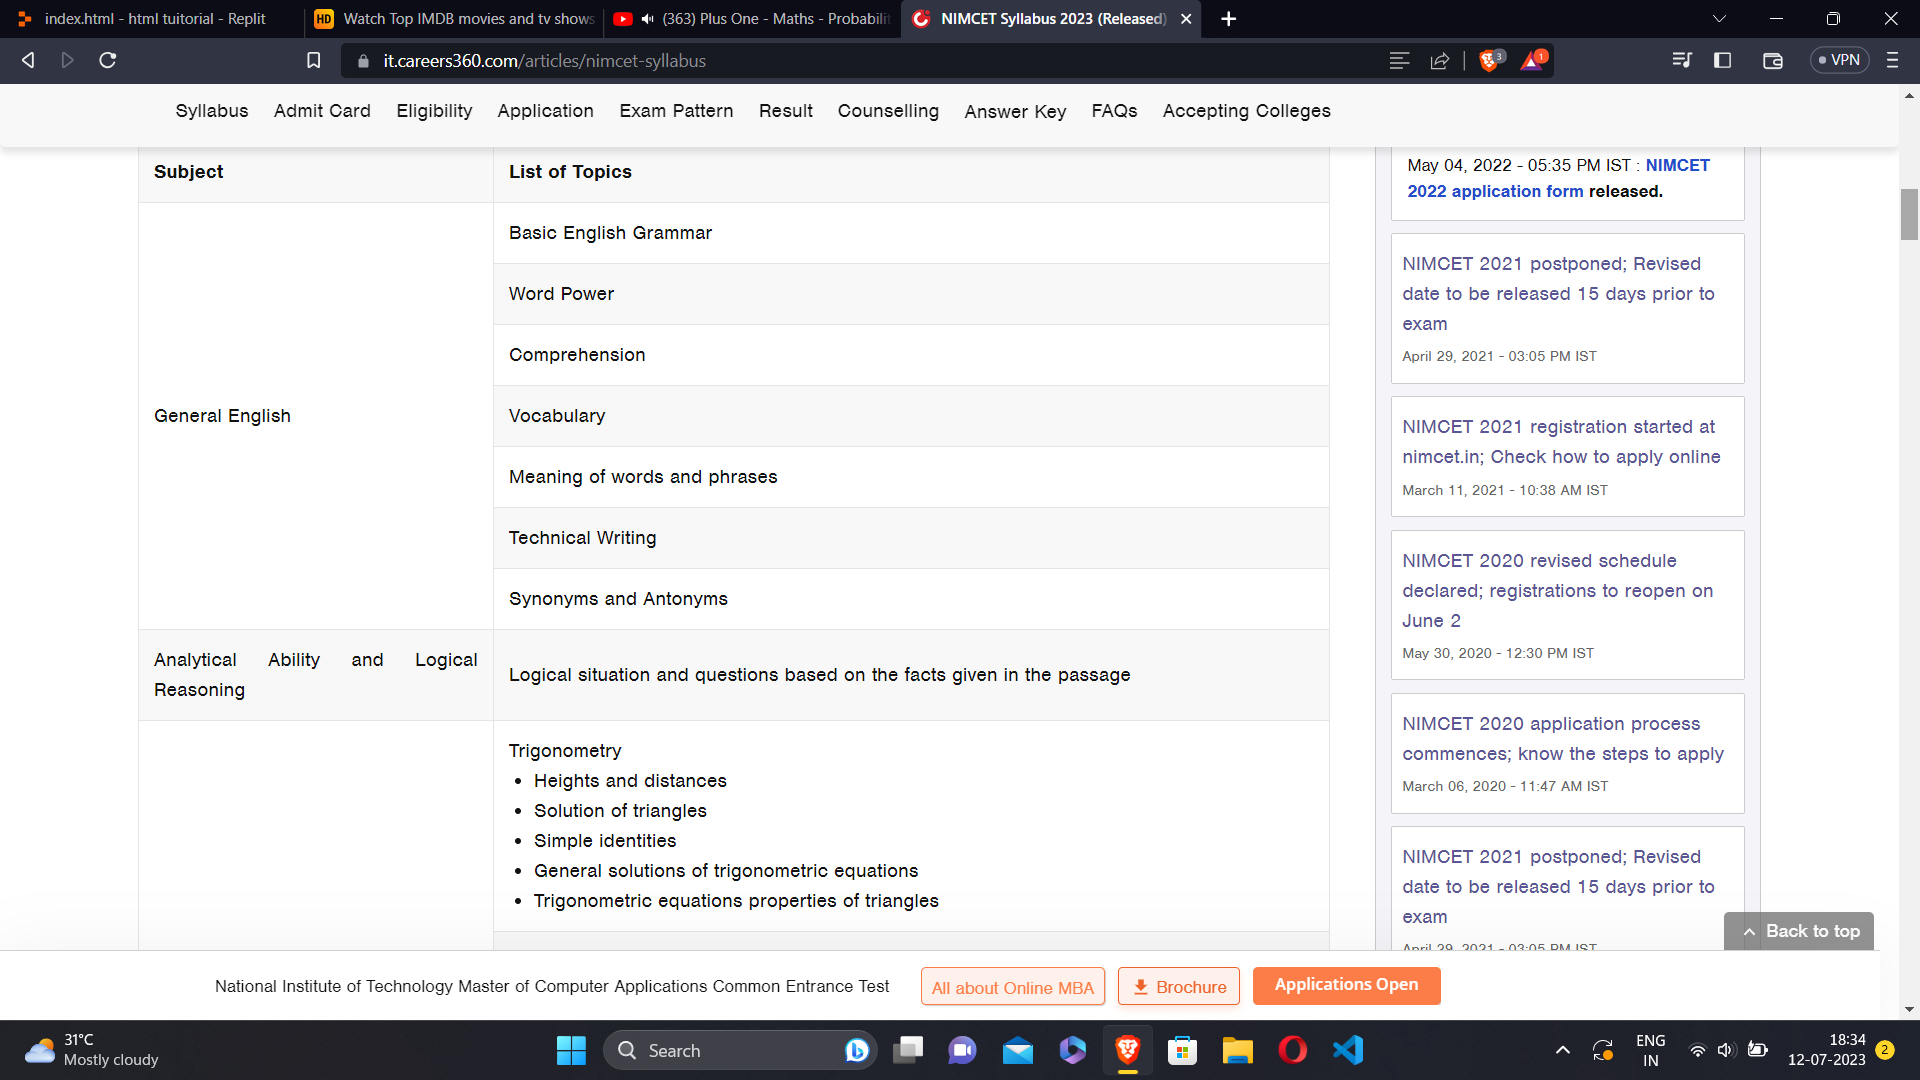 index.html - html tuitorial - Replit
HD Watch Top IMDB movies and tv shows
(363) Plus One - Maths - Probabilit
NIMCET Syllabus 2023 (Released)
it.careers360.com/articles/nimcet-syllabus
3
1
VPN
Syllabus Admit Card Eligibility Application Exam Pattern Result Counselling Answer Key FAQs Accepting Colleges
Subject List of Topics
General English
Basic English Grammar
Word Power
Comprehension
Vocabulary
Meaning of words and phrases
Technical Writing
Synonyms and Antonyms
Analytical Ability and Logical
Reasoning
Logical situation and questions based on the facts given in the passage
Trigonometry
• Heights and distances
• Solution of triangles
• Simple identities
• General solutions of trigonometric equations
• Trigonometric equations properties of triangles
May 04, 2022 - 05:35 PM IST : NIMCET
2022 application form released.
NIMCET 2021 postponed; Revised
date to be released 15 days prior to
exam
April 29, 2021 - 03:05 PM IST
NIMCET 2021 registration started at
nimcet.in; Check how to apply online
March 11, 2021 - 10:38 AM IST
NIMCET 2020 revised schedule
declared; registrations to reopen on
June 2
May 30, 2020 - 12:30 PM IST
NIMCET 2020 application process
commences; know the steps to apply
March 06, 2020 - 11:47 AM IST
NIMCET 2021 postponed; Revised
date to be released 15 days prior to
exam
April 29, 2021 - 03:05 PM IST
Back to top
National Institute of Technology Master of Computer Applications Common Entrance Test
All about Online MBA
Brochure
Applications Open
31°C
Mostly cloudy
Search
ENG
IN
18:34
12-07-2023
2